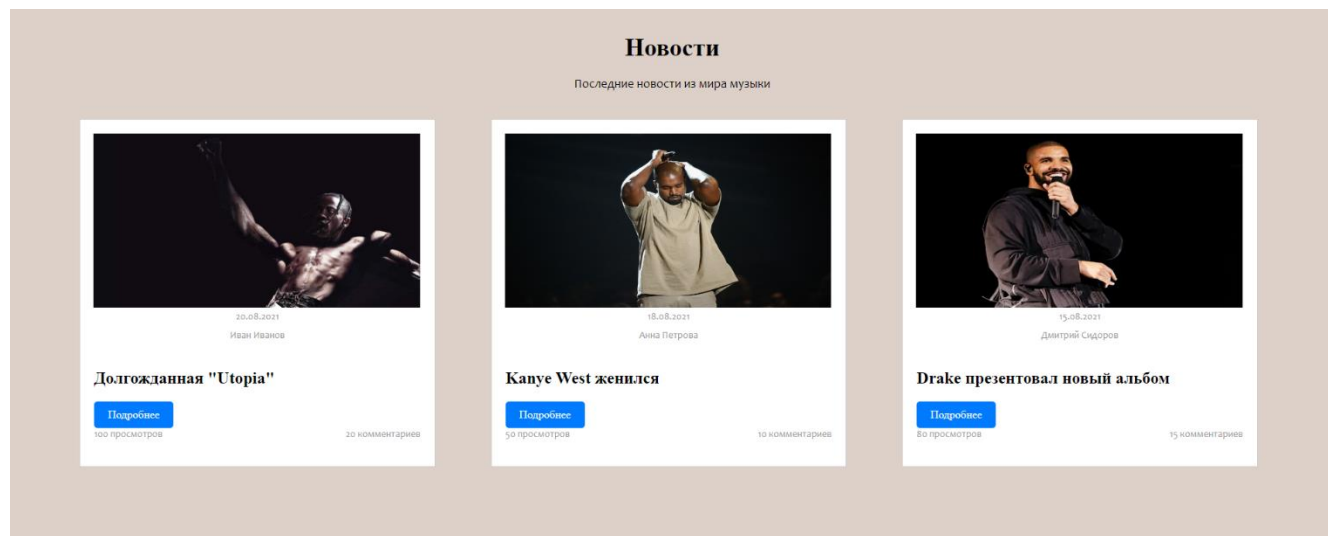 Новости
Последние новости из мира музыки
20.08.2021
Иван Иванов
Долгожданная "Utopia"
Подробнее
100 просмотров 20 комментариев
18.08.2021
Анна Петрова
Kanye West женился
Подробнее
50 просмотров 10 комментариев
15.08.2021
Дмитрий Сидоров
Drake презентовал новый альбом
Подробнее
80 просмотров 15 комментариев